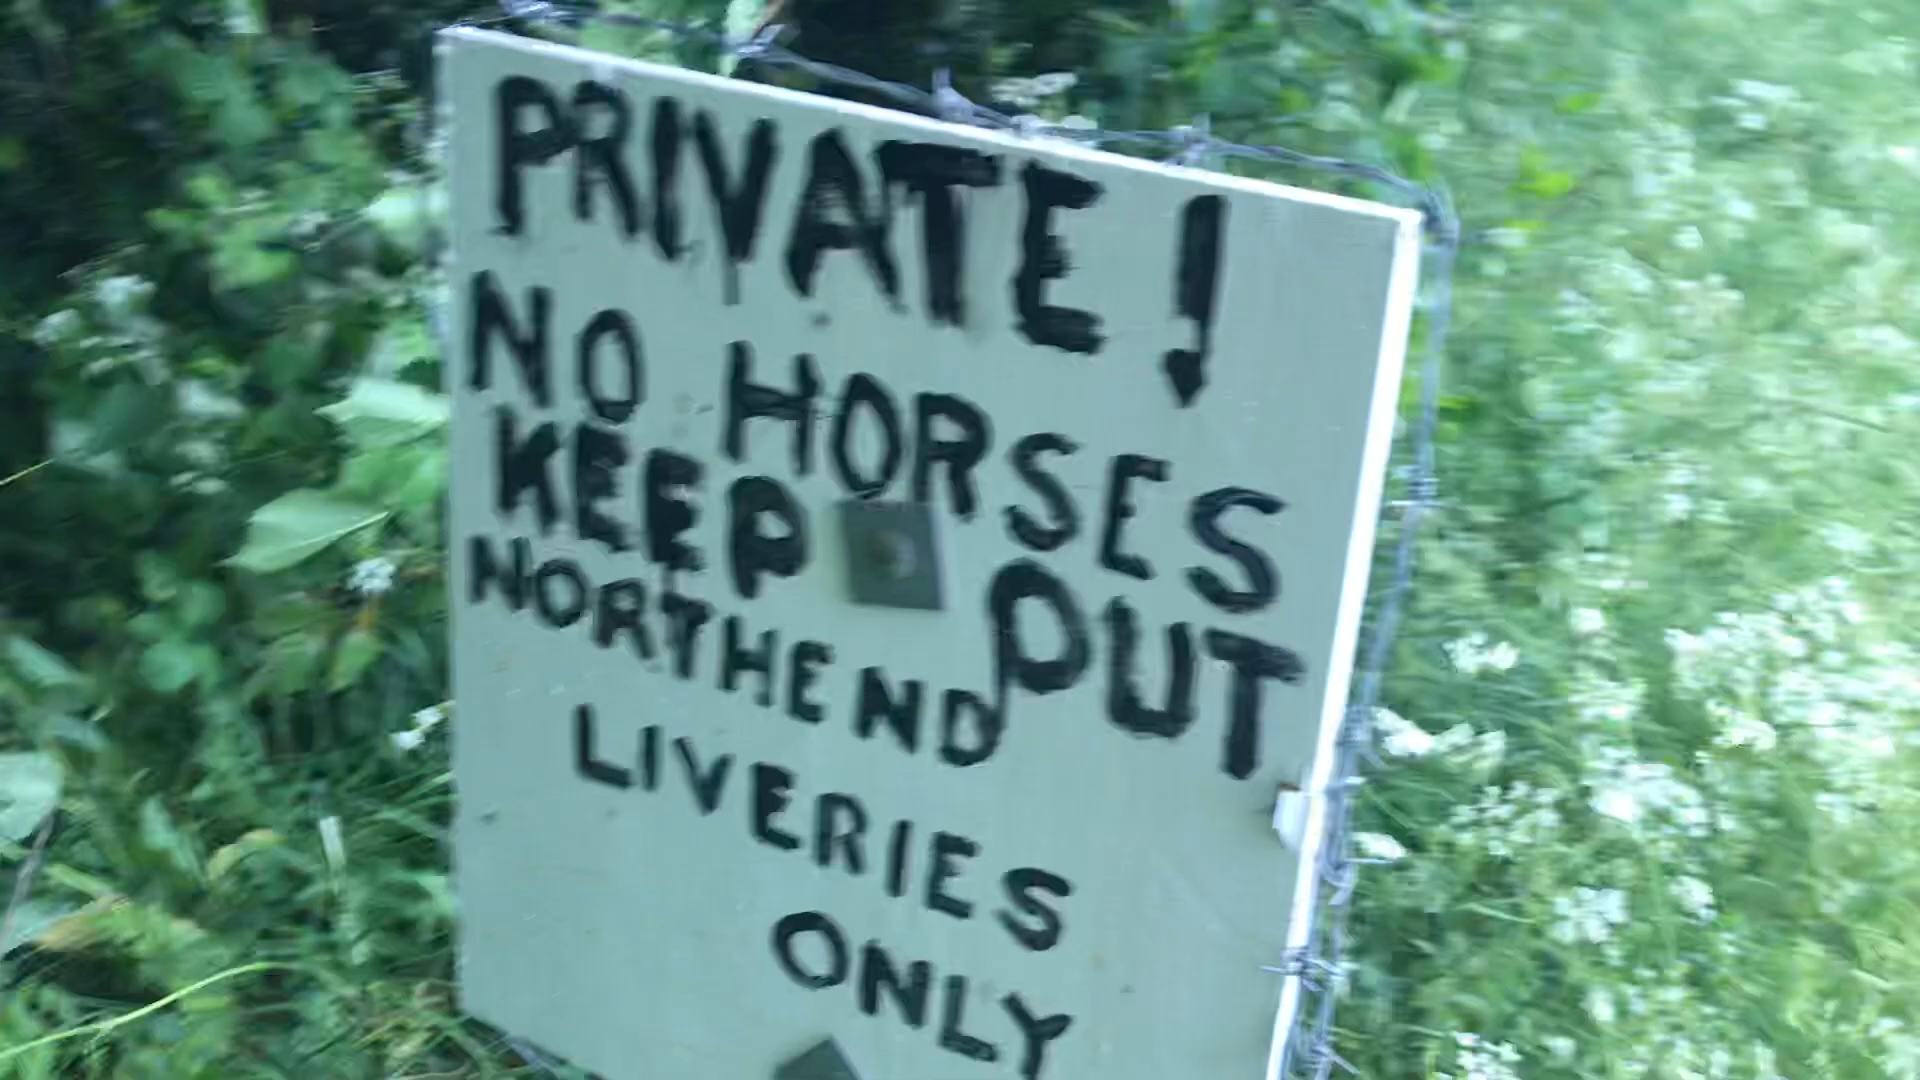 PRIVATE!
NO HORSES
KEEP OUT
NORTHEND
LIVERIES
ONLY